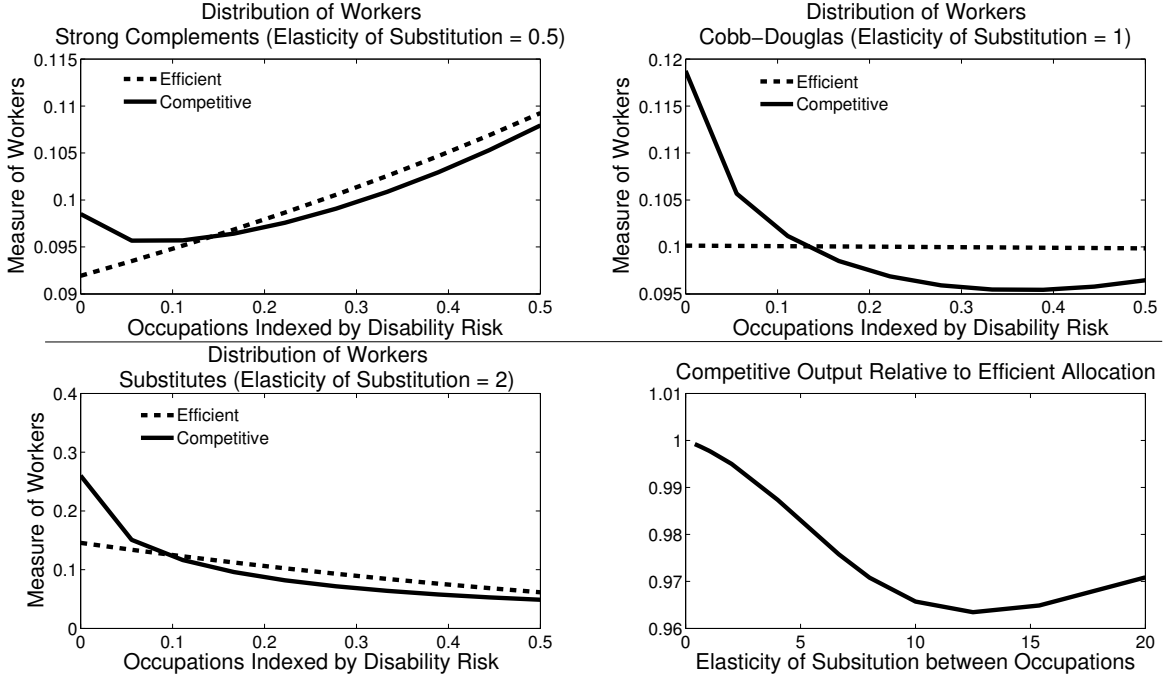 Distribution of Workers
Strong Complements (Elasticity of Substitution = 0.5)
0.115
0.11
0.105
0.1
0.095
0.09
Measure of Workers
Efficient
Competitive
0 0.1 0.2 0.3 0.4 0.5
Occupations Indexed by Disability Risk
Distribution of Workers
Cobb−Douglas (Elasticity of Substitution = 1)
0.12
0.115
0.11
0.105
0.1
0.095
Measure of Workers
Efficient
Competitive
0 0.1 0.2 0.3 0.4 0.5
Occupations Indexed by Disability Risk
Distribution of Workers
Substitutes (Elasticity of Substitution = 2)
0.4
0.3
0.2
0.1
0
Measure of Workers
Efficient
Competitive
0 0.1 0.2 0.3 0.4 0.5
Occupations Indexed by Disability Risk
Competitive Output Relative to Efficient Allocation
1.01
1
0.99
0.98
0.97
0.96
0 5 10 15 20
Elasticity of Subsitution between Occupations